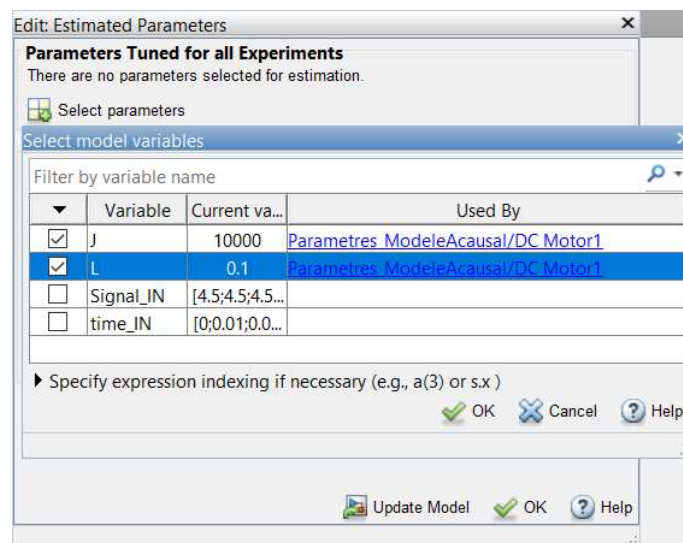 Edit: Estimated Parameters
Parameters Tuned for all Experiments
There are no parameters selected for estimation.
Select parameters
Select model variables
Filter by variable name
Variable Current va... Used By
J 10000 Parametres_ModeleAcausal/DC Motor1
L 0.1 Parametres_ModeleAcausal/DC Motor1
Signal_IN [4.5;4.5;4.5...
time_IN [0;0.01;0.0...
Specify expression indexing if necessary (e.g., a(3) or s.x )
OK Cancel Help
Update Model OK Help